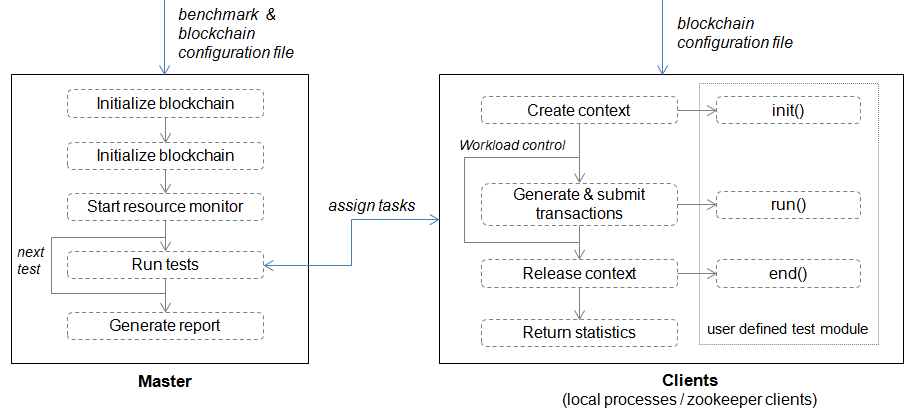 benchmark &
blockchain
configuration file
Initialize blockchain
Initialize blockchain
Start resource monitor
next
test
Run tests
Generate report
Master
assign tasks
blockchain
configuration file
Create context
init()
Workload control
Generate & submit
transactions
run()
Release context
end()
Return statistics
user defined test module
Clients
(local processes / zookeeper clients)